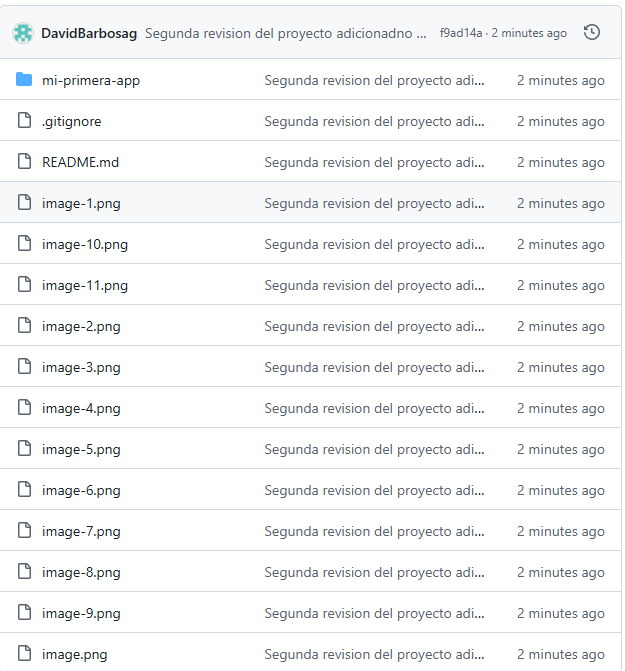 DavidBarbosag Segunda revision del proyecto adicionadno ... f9ad14a · 2 minutes ago
mi-primera-app Segunda revision del proyecto adi... 2 minutes ago
.gitignore Segunda revision del proyecto adi... 2 minutes ago
README.md Segunda revision del proyecto adi... 2 minutes ago
image-1.png Segunda revision del proyecto adi... 2 minutes ago
image-10.png Segunda revision del proyecto adi... 2 minutes ago
image-11.png Segunda revision del proyecto adi... 2 minutes ago
image-2.png Segunda revision del proyecto adi... 2 minutes ago
image-3.png Segunda revision del proyecto adi... 2 minutes ago
image-4.png Segunda revision del proyecto adi... 2 minutes ago
image-5.png Segunda revision del proyecto adi... 2 minutes ago
image-6.png Segunda revision del proyecto adi... 2 minutes ago
image-7.png Segunda revision del proyecto adi... 2 minutes ago
image-8.png Segunda revision del proyecto adi... 2 minutes ago
image-9.png Segunda revision del proyecto adi... 2 minutes ago
image.png Segunda revision del proyecto adi... 2 minutes ago